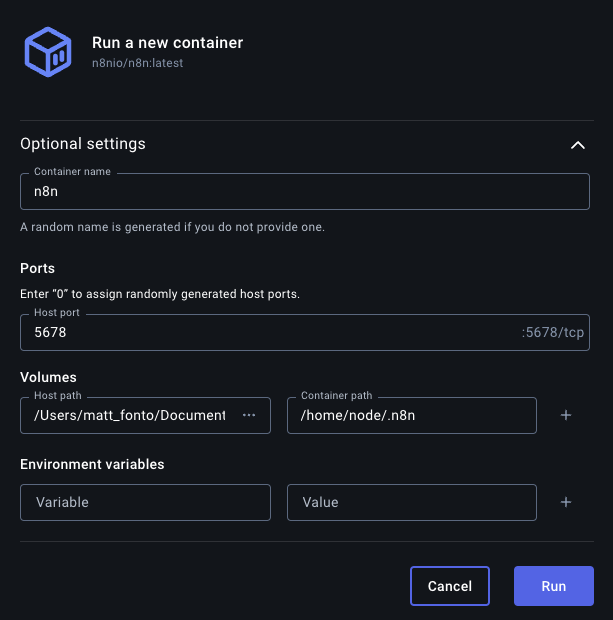 Run a new container
n8nio/n8n:latest
Optional settings
Container name
n8n
A random name is generated if you do not provide one.
Ports
Enter “0” to assign randomly generated host ports.
Host port
5678 :5678/tcp
Volumes
Host path Container path
/Users/matt_fonto/Document ··· /home/node/.n8n +
Environment variables
Variable Value +
Cancel Run